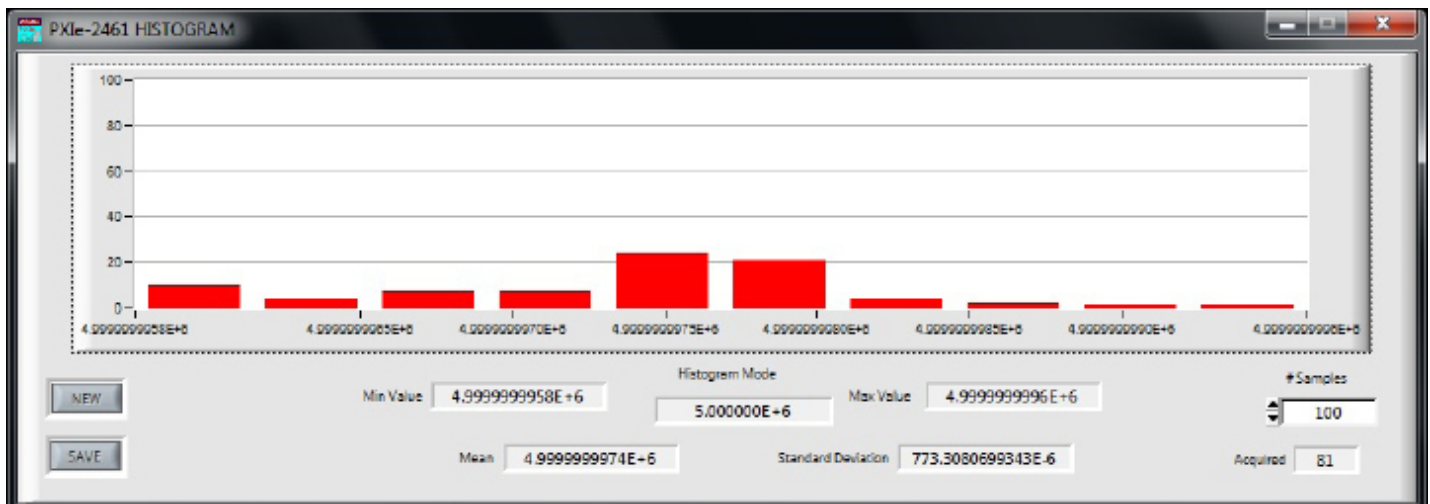 PXIe-2461 HISTOGRAM
100
80
60
40
20
0
4.9999999958E+6 4.9999999965E+6 4.9999999970E+6 4.9999999975E+6 4.9999999980E+6 4.9999999985E+6 4.9999999990E+6 4.9999999996E+6
Histogram Mode
# Samples
NEW
Min Value 4.9999999958E+6
5.000000E+6
Max Value 4.9999999996E+6
100
SAVE
Mean 4.9999999974E+6
Standard Deviation 773.3080699343E-6
Acquired 81